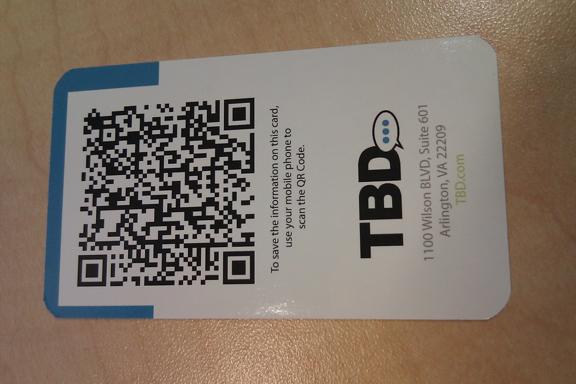 To save the information on this card,
use your mobile phone to
scan the QR Code.
TBD
1100 Wilson BLVD, Suite 601
Arlington, VA 22209
TBD.com